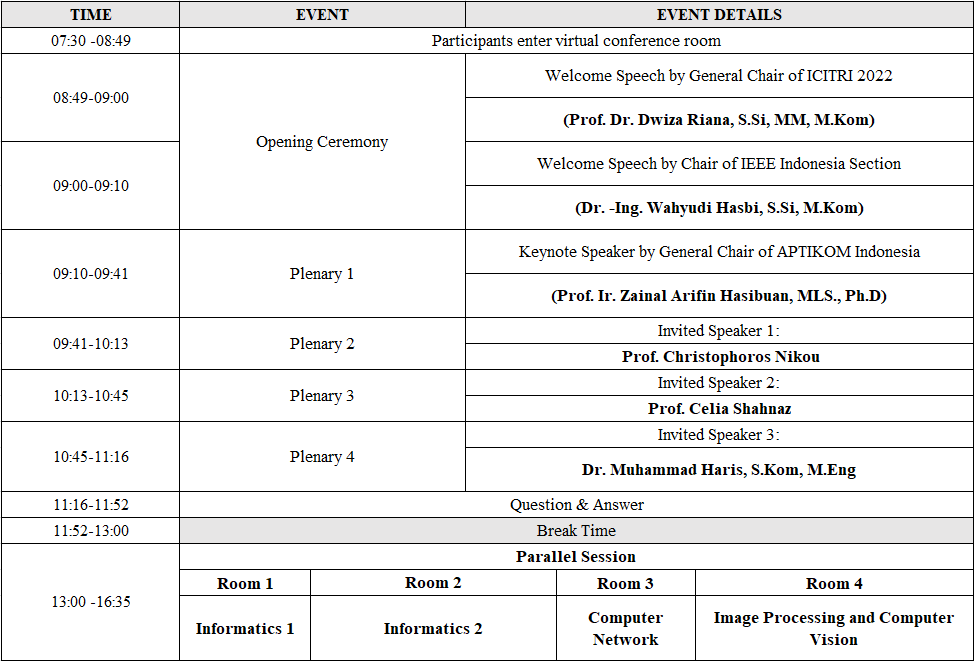 TIME EVENT EVENT DETAILS
07:30 -08:49 Participants enter virtual conference room
08:49-09:00 Opening Ceremony Welcome Speech by General Chair of ICITRI 2022
(Prof. Dr. Dwiza Riana, S.Si, MM, M.Kom)
09:00-09:10 Welcome Speech by Chair of IEEE Indonesia Section
(Dr. -Ing. Wahyudi Hasbi, S.Si, M.Kom)
09:10-09:41 Plenary 1 Keynote Speaker by General Chair of APTIKOM Indonesia
(Prof. Ir. Zainal Arifin Hasibuan, MLS., Ph.D)
09:41-10:13 Plenary 2 Invited Speaker 1:
Prof. Christophoros Nikou
10:13-10:45 Plenary 3 Invited Speaker 2:
Prof. Celia Shahnaz
10:45-11:16 Plenary 4 Invited Speaker 3:
Dr. Muhammad Haris, S.Kom, M.Eng
11:16-11:52 Question & Answer
11:52-13:00 Break Time
13:00 -16:35 Parallel Session
Room 1 Room 2 Room 3 Room 4
Informatics 1 Informatics 2 Computer Network Image Processing and Computer Vision